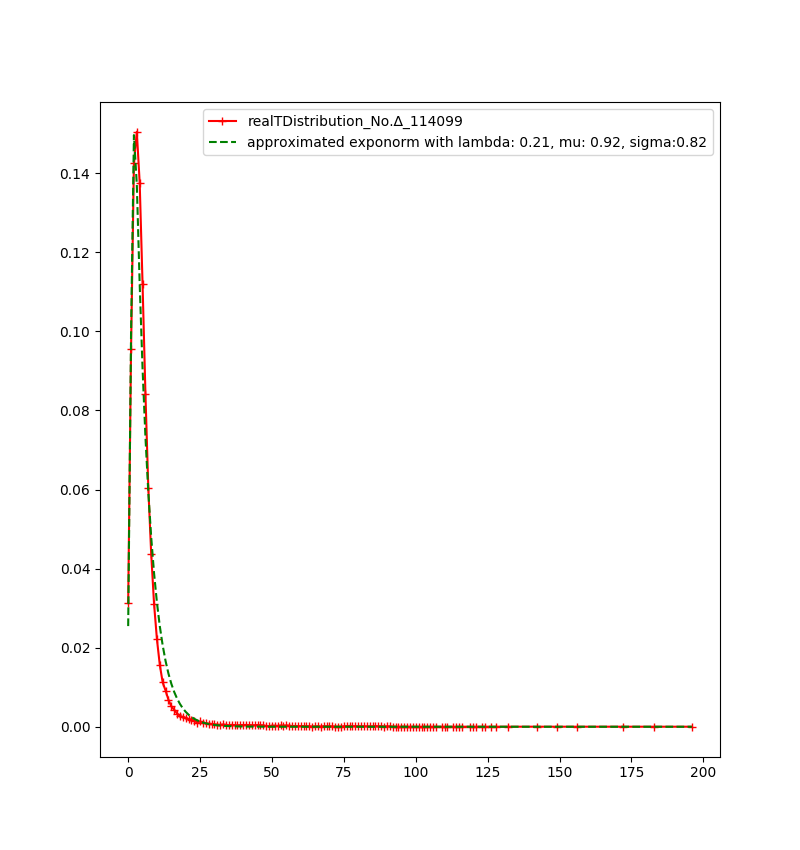 realTDistribution_No.Δ_114099
approximated exponorm with lambda: 0.21, mu: 0.92, sigma:0.82
0.14
0.12
0.10
0.08
0.06
0.04
0.02
0.00
0 25 50 75 100 125 150 175 200